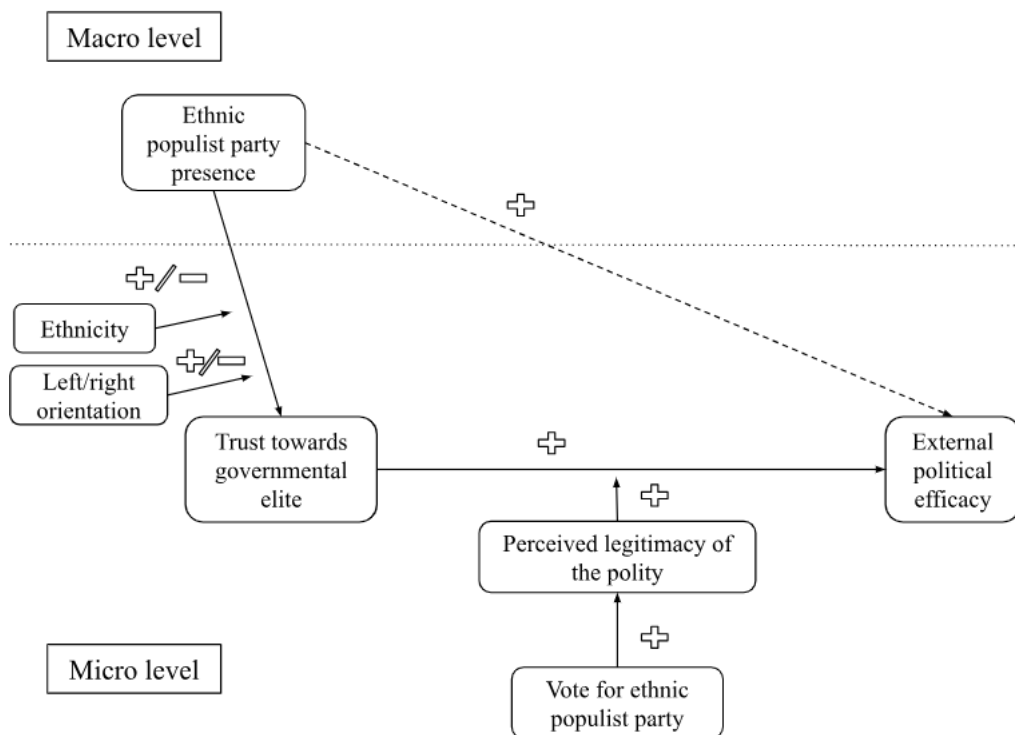 Macro level
Ethnic
populist party
presence
+
+/−
Ethnicity
+/−
Left/right
orientation
Trust towards
governmental
elite
+
External
political
efficacy
+
Perceived legitimacy of
the polity
+
Micro level
Vote for ethnic
populist party